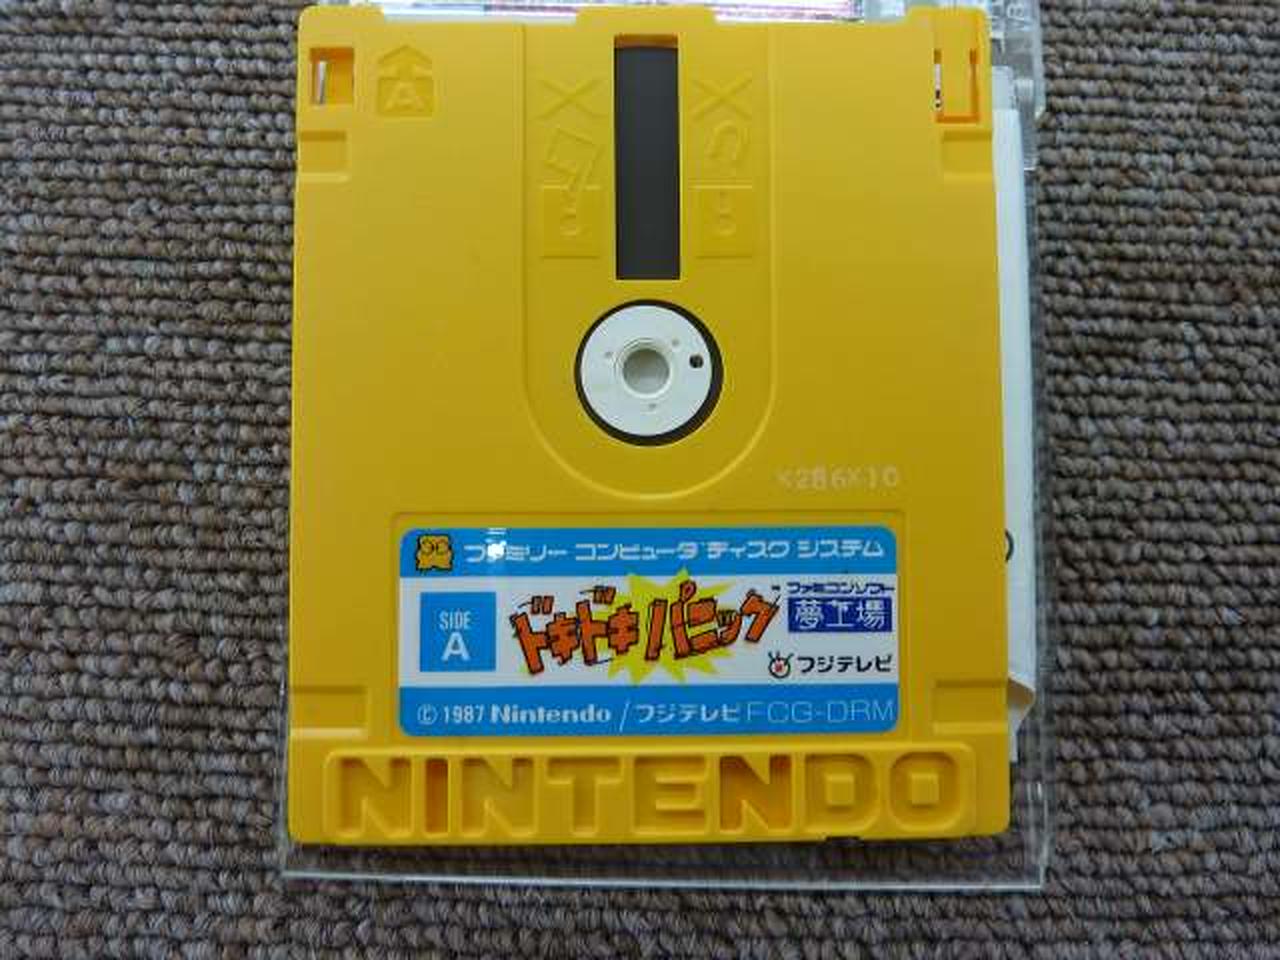 A
K286K10
ファミリー コンピュータ ディスク システム
SIDE
A
ドキドキパニック
ファミコンソフト
夢工場
フジテレビ
© 1987 Nintendo / フジテレビ FCG-DRM
NINTENDO